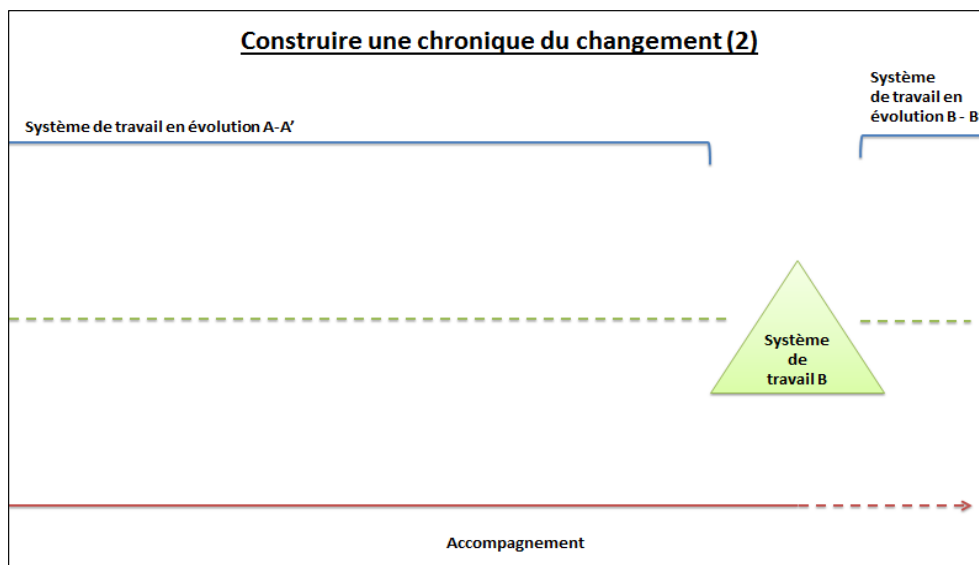 Construire une chronique du changement (2)
Système
de travail en
évolution B - B
Système de travail en évolution A-A’
Système
de
travail B
Accompagnement